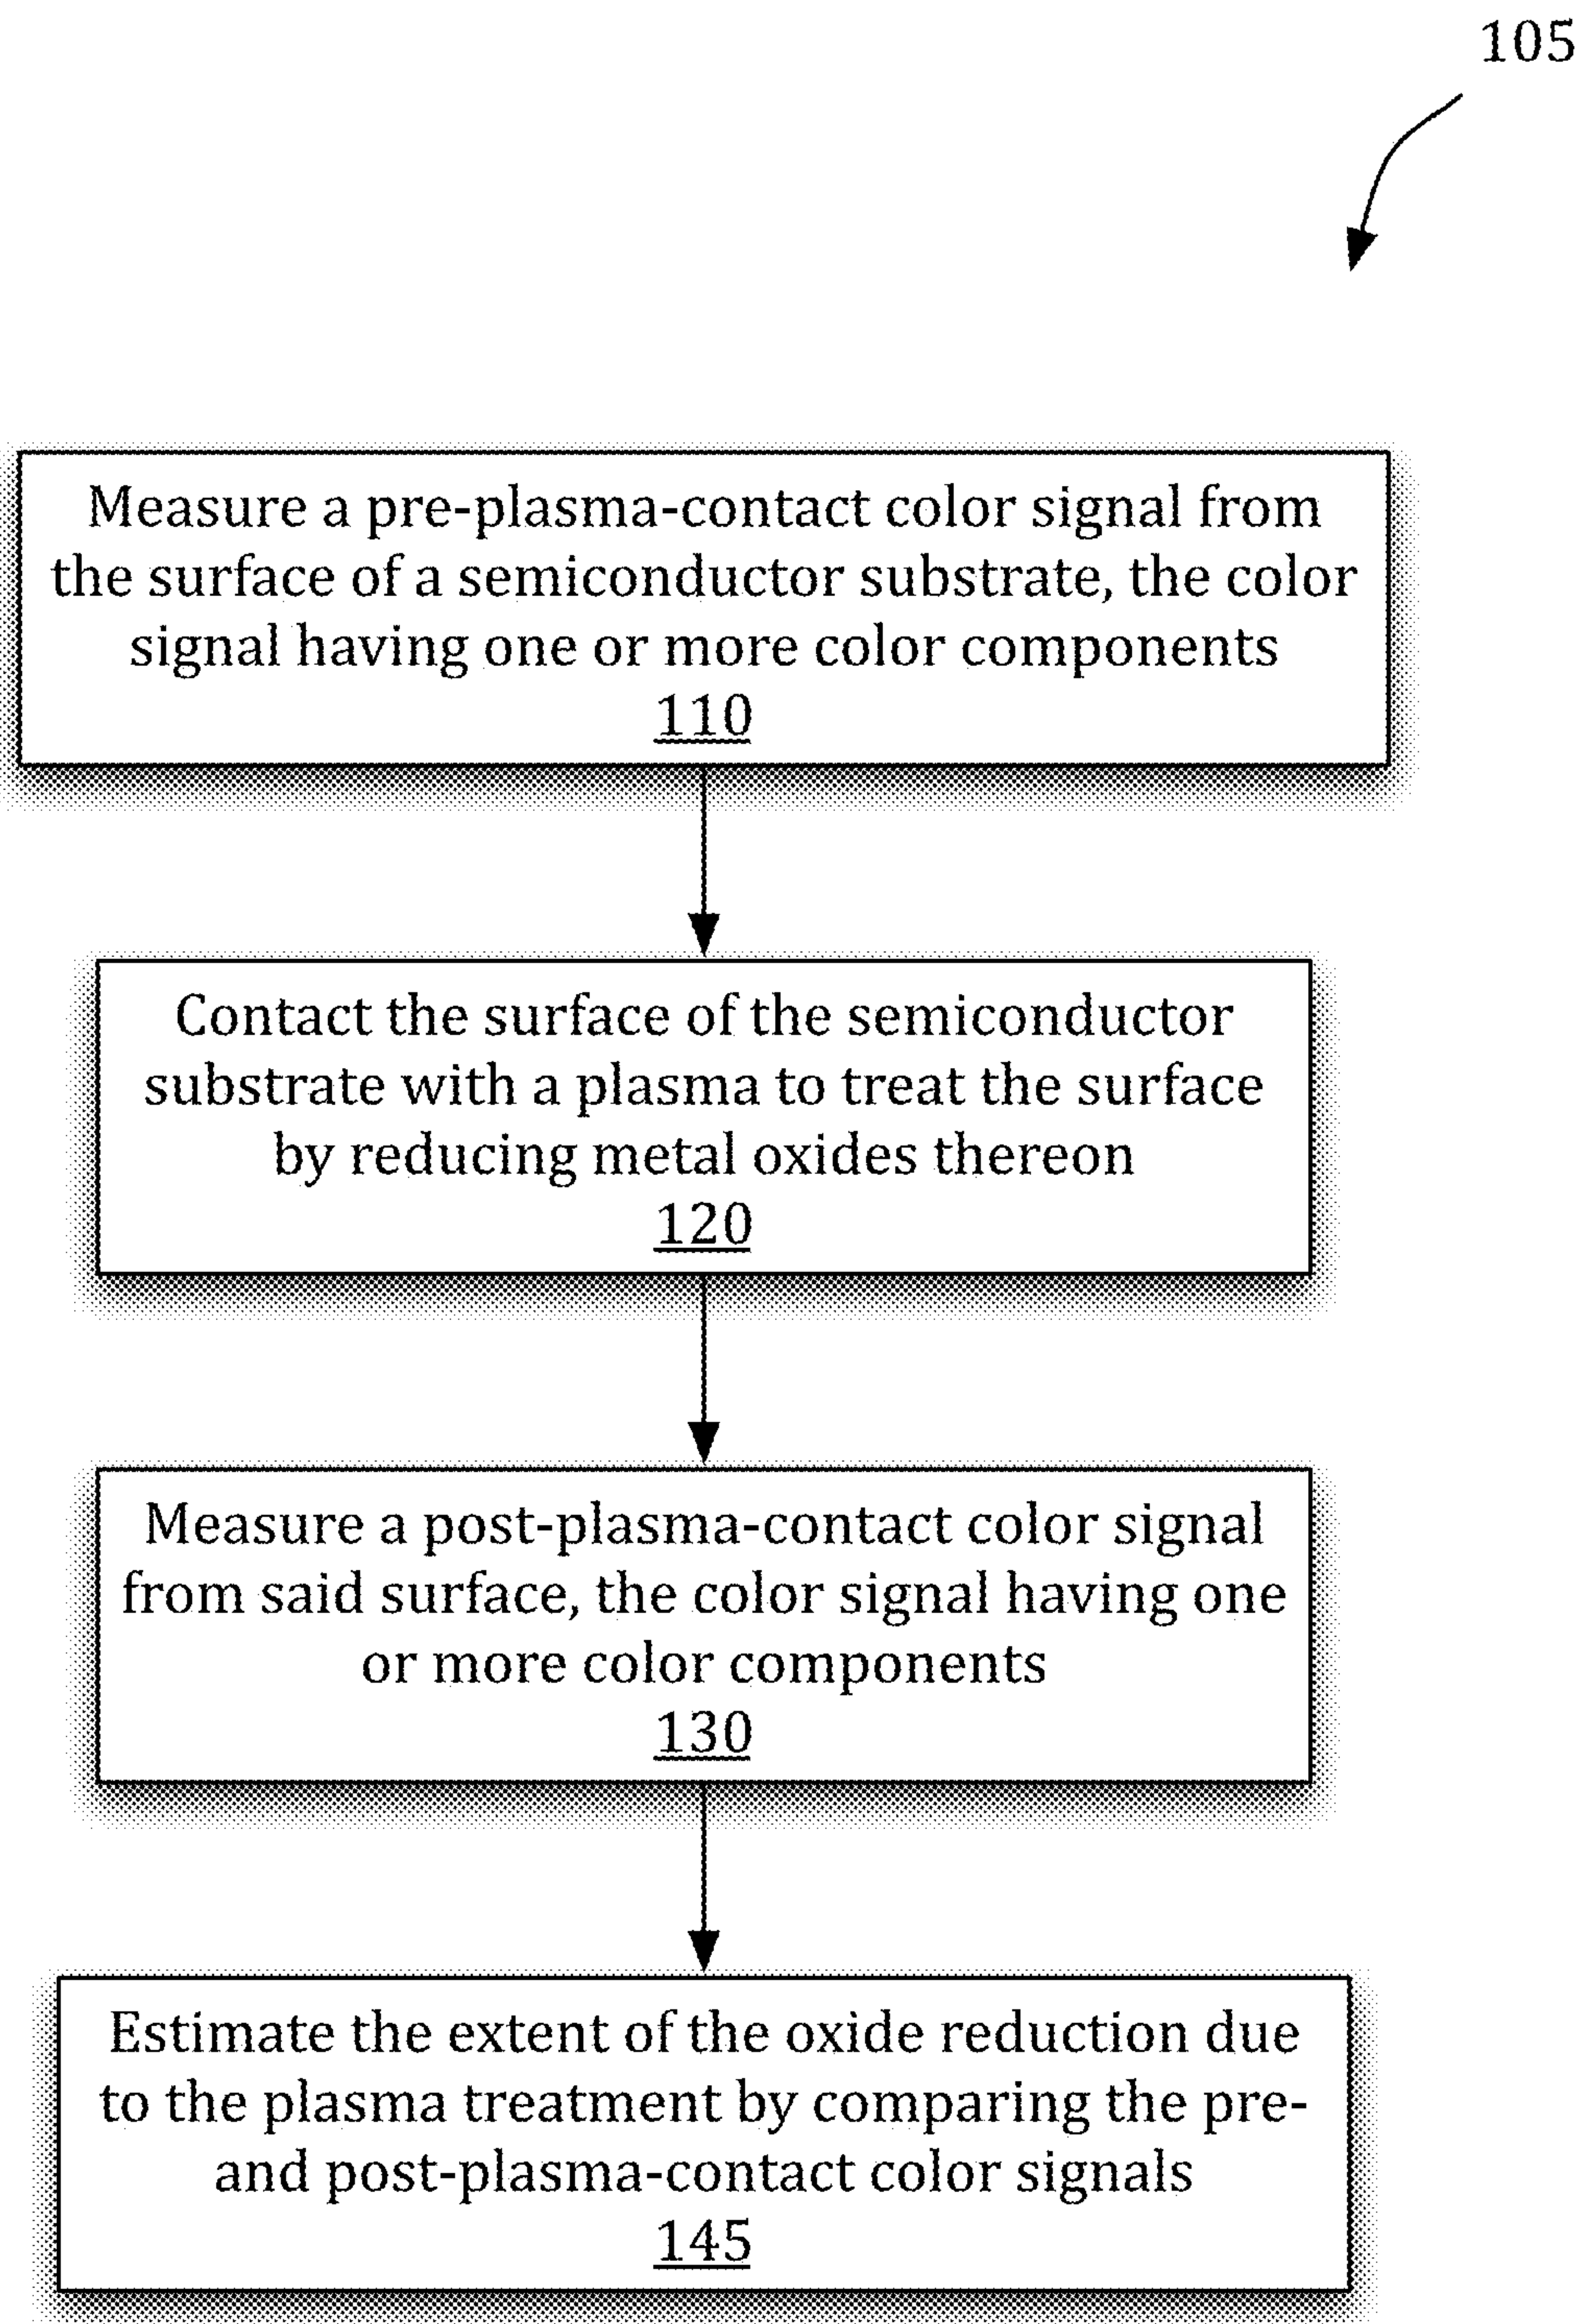 105
Measure a pre-plasma-contact color signal from
the surface of a semiconductor substrate, the color
signal having one or more color components
110
Contact the surface of the semiconductor
substrate with a plasma to treat the surface
by reducing metal oxides thereon
120
Measure a post-plasma-contact color signal
from said surface, the color signal having one
or more color components
130
Estimate the extent of the oxide reduction due
to the plasma treatment by comparing the pre-
and post-plasma-contact color signals
145